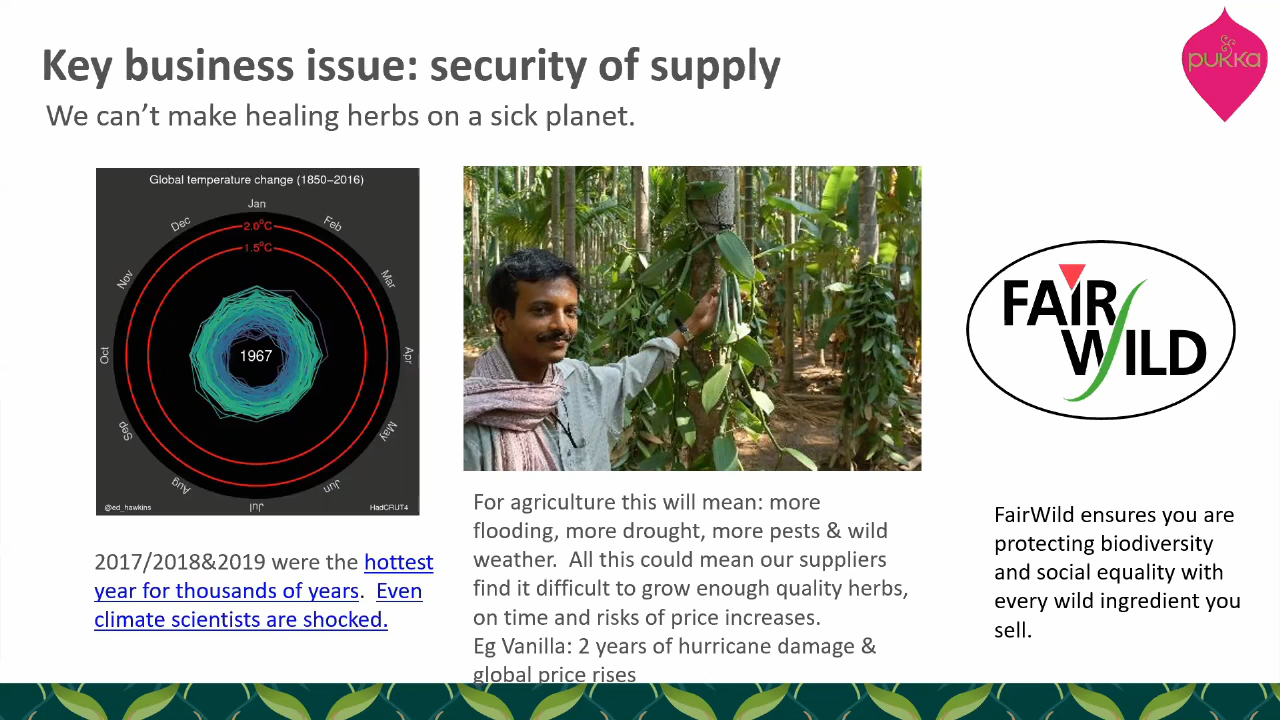 Key business issue: security of supply
We can't make healing herbs on a sick planet.
pukka
Global temperature change (1850–2016)
Jan
Feb
Mar
Apr
May
Jun
Jul
Aug
Sep
Oct
Nov
Dec
2.0°C
1.5°C
1967
@ed_hawkins
HadCRUT4
2017/2018&2019 were the hottest
year for thousands of years. Even
climate scientists are shocked.
For agriculture this will mean: more
flooding, more drought, more pests & wild
weather. All this could mean our suppliers
find it difficult to grow enough quality herbs,
on time and risks of price increases.
Eg Vanilla: 2 years of hurricane damage &
global price rises
FAIR
WILD
FairWild ensures you are
protecting biodiversity
and social equality with
every wild ingredient you
sell.